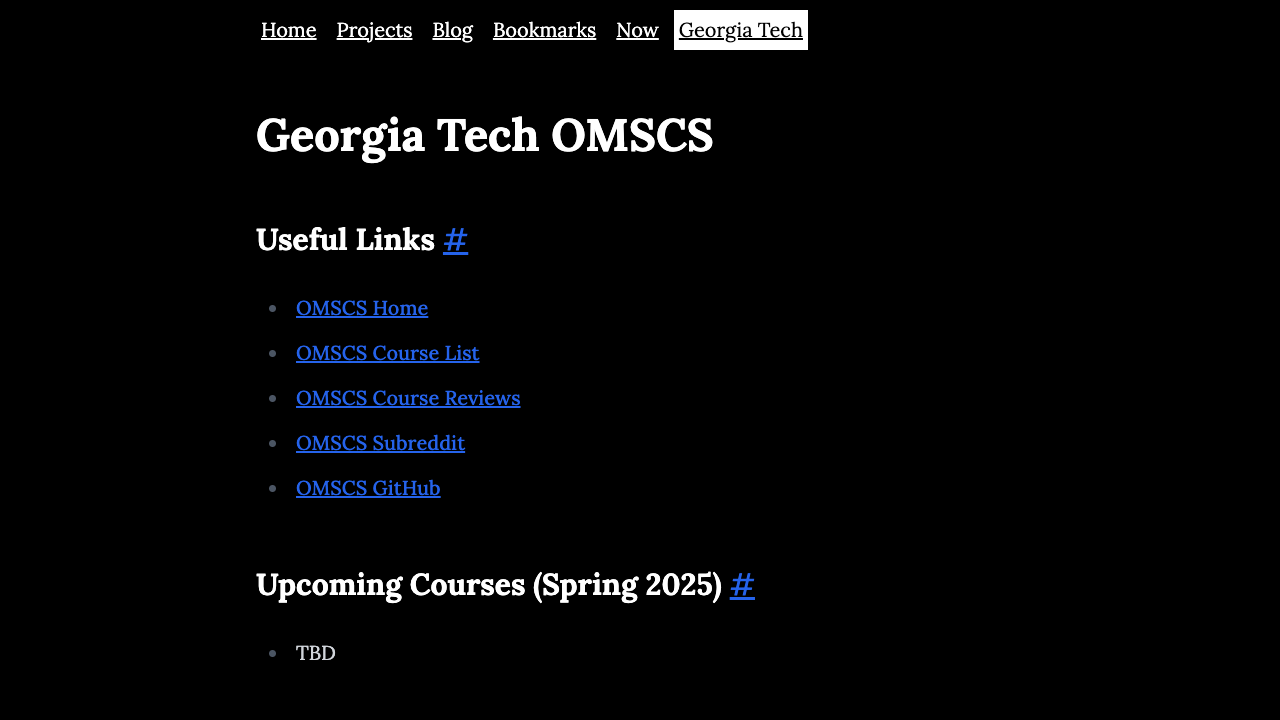 Home Projects Blog Bookmarks Now Georgia Tech
Georgia Tech OMSCS
Useful Links #
OMSCS Home
OMSCS Course List
OMSCS Course Reviews
OMSCS Subreddit
OMSCS GitHub
Upcoming Courses (Spring 2025) #
TBD